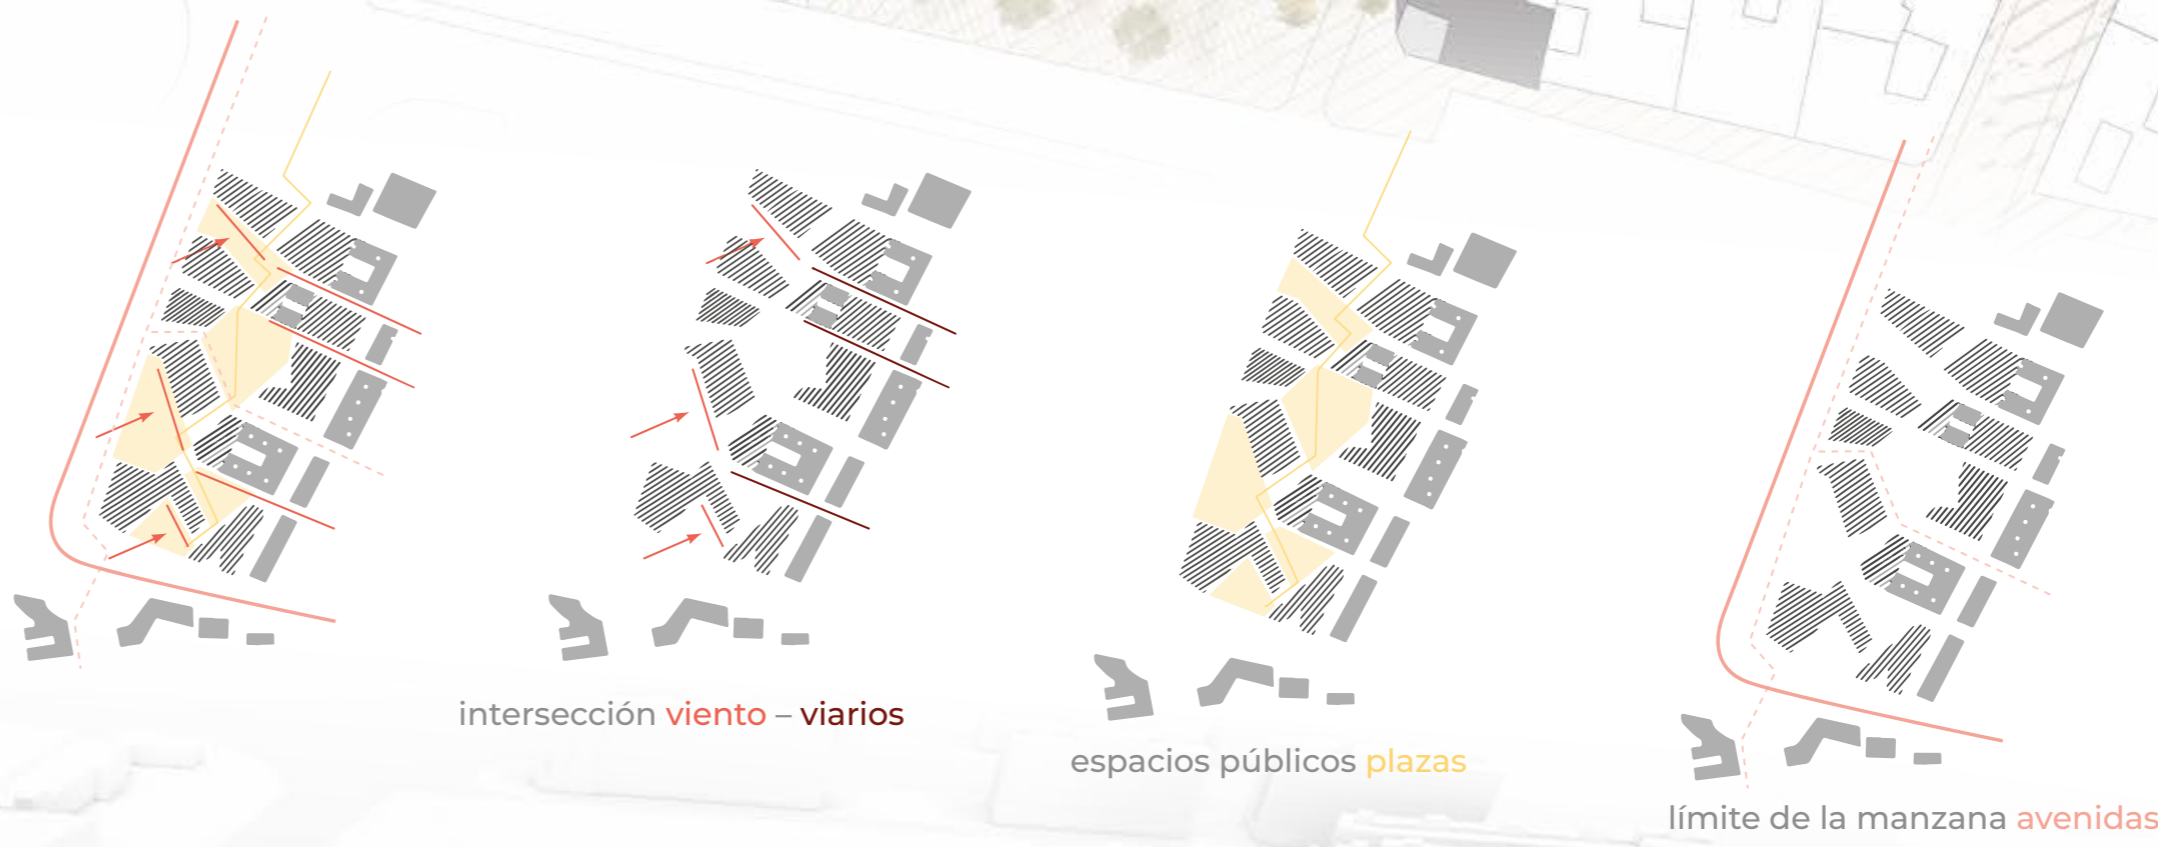 intersección viento – viarios
espacios públicos plazas
límite de la manzana avenidas